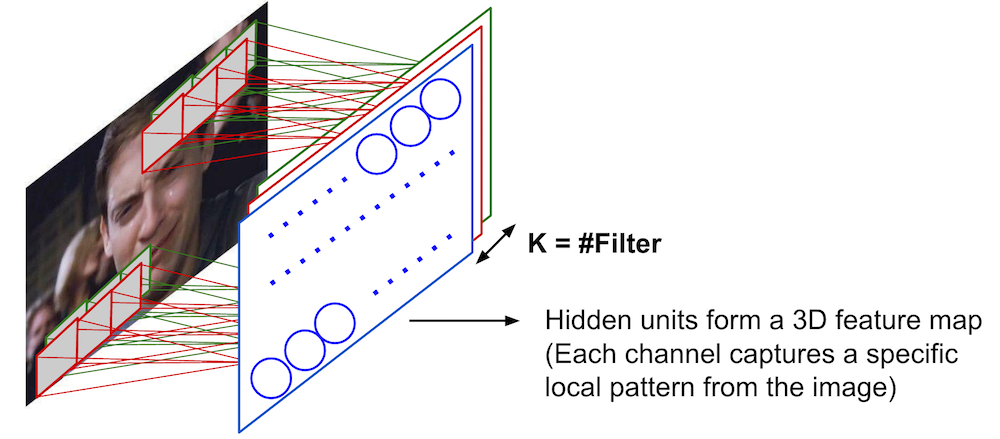 K = #Filter
Hidden units form a 3D feature map
(Each channel captures a specific
local pattern from the image)